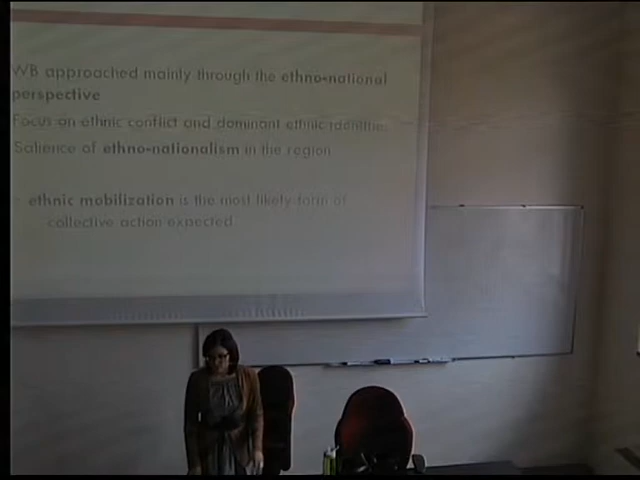 WB approached mainly through the ethno-national
perspective
Focus on ethnic conflict and dominant ethnic identities
Salience of ethno-nationalism in the region
ethnic mobilization is the most likely form of
collective action expected